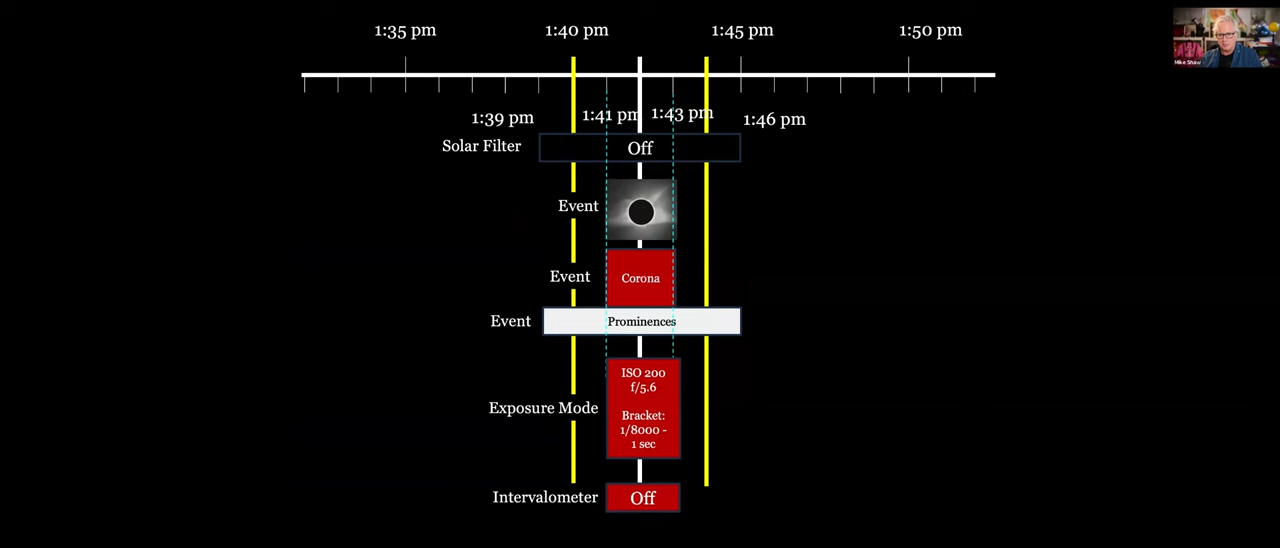 1:35 pm
1:40 pm
1:45 pm
1:50 pm
Mike Shaw
1:39 pm
1:41 pm
1:43 pm
1:46 pm
Solar Filter
Off
Event
Event
Corona
Event
Prominences
ISO 200
f/5.6
Exposure Mode
Bracket:
1/8000 -
1 sec
Intervalometer
Off